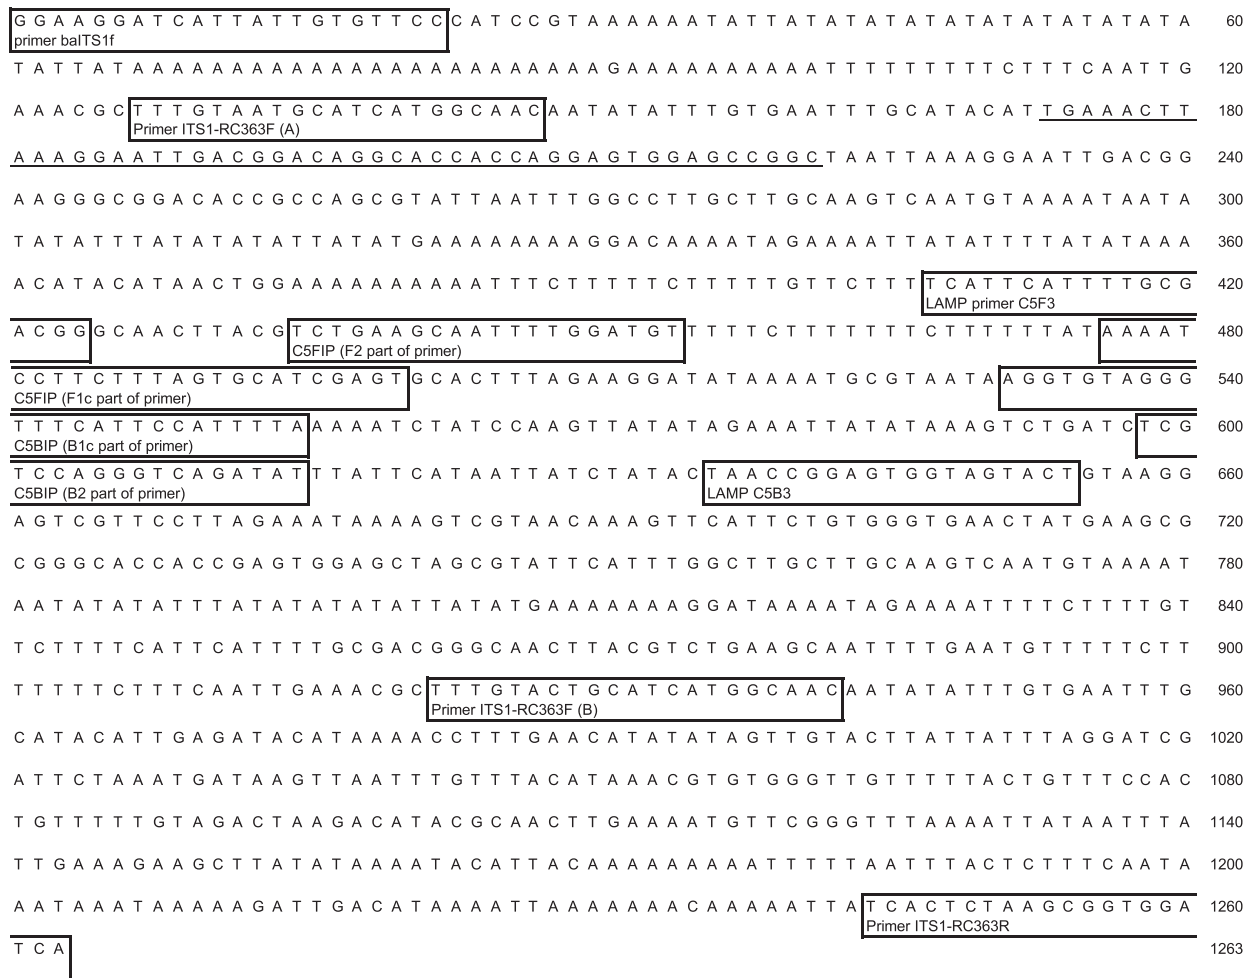 G G A A G G A T C A T T A T T G T G T T C C C A T C C G T A A A A A A T A T T A T A T A T A T A T A T A T A T A T A T A T A 60
primer balTS1f
T A T T A T A A A A A A A A A A A A A A A A A A A A A A A A G A A A A A A A A A A T T T T T T T T T C T T T C A A T T G 120
A A A C G C T T T G T A A T G C A T C A T G G C A A C A A T A T A T T T G T G A A T T T G C A T A C A T T G A A A C T T 180
Primer ITS1-RC363F (A)
A A A G G A A T T G A C G G A C A G G C A C C A C C A G G A G T G G A G C C G G C T A A T T A A A G G A A T T G A C G G 240
A A G G G C G G A C A C C G C C A G C G T A T T A A T T T G G C C T T G C T T G C A A G T C A A T G T A A A A T A A T A 300
T A T A T T T A T A T A T A T T A T A T G A A A A A A A A G G A C A A A A T A G A A A A T T A T A T T T T A T A T A A A 360
A C A T A C A T A A C T G G A A A A A A A A A A T T T C T T T T T C T T T T T G T T C T T T T C A T T C A T T T T G C G 420
LAMP primer C5F3
A C G G G C A A C T T A C G T C T G A A G C A A T T T T G G A T G T T T T T C T T T T T T T C T T T T T T A T A A A A T 480
C5FIP (F2 part of primer)
C C T T C T T T A G T G C A T C G A G T G C A C T T T A G A A G G A T A T A A A A T G C G T A A T A A G G T G T A G G G 540
C5FIP (F1c part of primer)
T T T C A T T C C A T T T T A A A A A T C T A T C C A A G T T A T A T A G A A A T T A T A T A A A G T C T G A T C T C G 600
C5BIP (B1c part of primer)
T C C A G G G T C A G A T A T T T A T T C A T A A T T A T C T A T A C T A A C C G G A G T G G T A G T A C T G T A A G G 660
C5BIP (B2 part of primer)
LAMP C5B3
A G T C G T T C C T T A G A A A T A A A A G T C G T A A C A A A G T T C A T T C T G T G G G T G A A C T A T G A A G C G 720
C G G G C A C C A C C G A G T G G A G C T A G C G T A T T C A T T T G G C T T G C T T G C A A G T C A A T G T A A A A T 780
A A T A T A T A T T T A T A T A T A T A T T A T A T G A A A A A A A G G A T A A A A T A G A A A A T T T T C T T T T G T 840
T C T T T T C A T T C A T T T T G C G A C G G G C A A C T T A C G T C T G A A G C A A T T T T G A A T G T T T T T C T T 900
T T T T T C T T T C A A T T G A A A C G C T T T G T A C T G C A T C A T G G C A A C A A T A T A T T T G T G A A T T T G 960
Primer ITS1-RC363F (B)
C A T A C A T T G A G A T A C A T A A A A C C T T T G A A C A T A T A T A G T T G T A C T T A T T A T T T A G G A T C G 1020
A T T C T A A A T G A T A A G T T A A T T T G T T T A C A T A A A C G T G T G G G T T G T T T T T A C T G T T T C C A C 1080
T G T T T T T G T A G A C T A A G A C A T A C G C A A C T T G A A A A T G T T C G G G T T T A A A A T T A T A A T T T A 1140
T T G A A A G A A G C T T A T A T A A A A T A C A T T A C A A A A A A A A A T T T T T A A T T T A C T C T T T C A A T A 1200
A A T A A A T A A A A A G A T T G A C A T A A A A T T A A A A A A A C A A A A A T T A T C A C T C T A A G C G G T G G A 1260
Primer ITS1-RC363R
T C A 1263